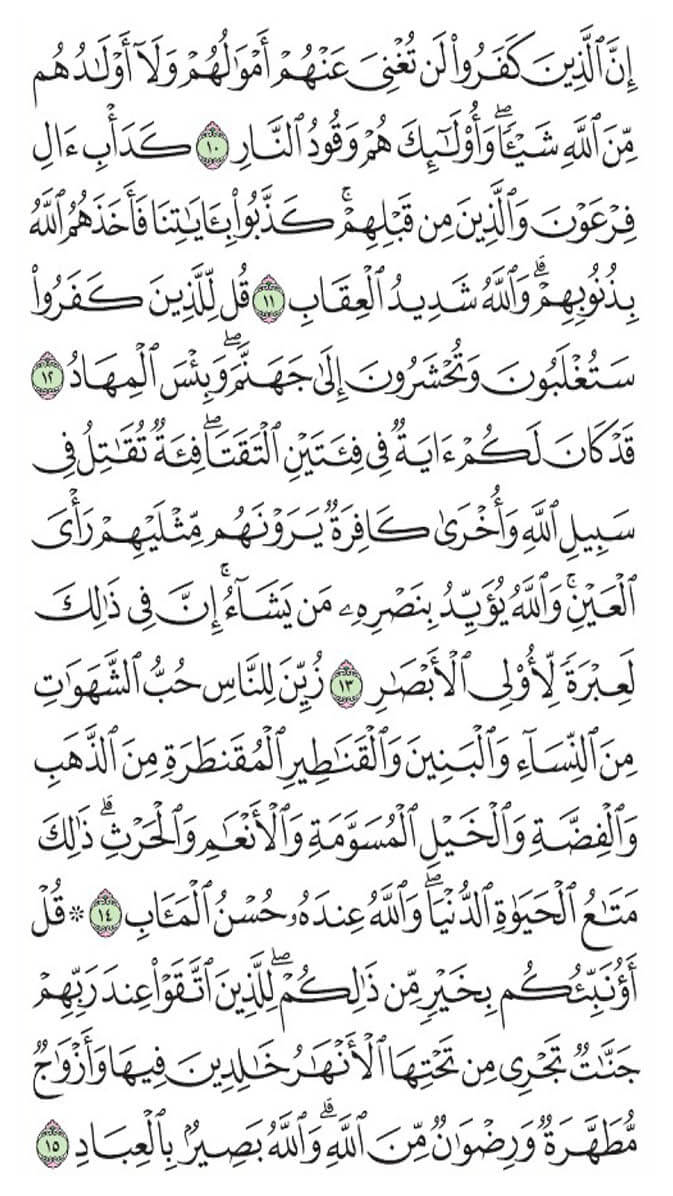 إِنَّ ٱلَّذِينَ كَفَرُوا۟ لَن تُغْنِىَ عَنْهُمْ أَمْوَٰلُهُمْ وَلَآ أَوْلَـٰدُهُم
مِّنَ ٱللَّهِ شَيْـًٔا ۖ وَأُو۟لَـٰٓئِكَ هُمْ وَقُودُ ٱلنَّارِ ١٠ كَدَأْبِ ءَالِ
فِرْعَوْنَ وَٱلَّذِينَ مِن قَبْلِهِمْ ۚ كَذَّبُوا۟ بِـَٔايَـٰتِنَا فَأَخَذَهُمُ ٱللَّهُ
بِذُنُوبِهِمْ ۗ وَٱللَّهُ شَدِيدُ ٱلْعِقَابِ ١١ قُل لِّلَّذِينَ كَفَرُوا۟
سَتُغْلَبُونَ وَتُحْشَرُونَ إِلَىٰ جَهَنَّمَ ۖ وَبِئْسَ ٱلْمِهَادُ ١٢
قَدْ كَانَ لَكُمْ ءَايَةٌ فِى فِئَتَيْنِ ٱلْتَقَتَا ۖ فِئَةٌ تُقَـٰتِلُ فِى
سَبِيلِ ٱللَّهِ وَأُخْرَىٰ كَافِرَةٌ يَرَوْنَهُم مِّثْلَيْهِمْ رَأْىَ
ٱلْعَيْنِ ۚ وَٱللَّهُ يُؤَيِّدُ بِنَصْرِهِۦ مَن يَشَآءُ ۗ إِنَّ فِى ذَٰلِكَ
لَعِبْرَةً لِّأُو۟لِى ٱلْأَبْصَـٰرِ ١٣ زُيِّنَ لِلنَّاسِ حُبُّ ٱلشَّهَوَٰتِ
مِنَ ٱلنِّسَآءِ وَٱلْبَنِينَ وَٱلْقَنَـٰطِيرِ ٱلْمُقَنطَرَةِ مِنَ ٱلذَّهَبِ
وَٱلْفِضَّةِ وَٱلْخَيْلِ ٱلْمُسَوَّمَةِ وَٱلْأَنْعَـٰمِ وَٱلْحَرْثِ ۗ ذَٰلِكَ
مَتَـٰعُ ٱلْحَيَوٰةِ ٱلدُّنْيَا ۖ وَٱللَّهُ عِندَهُۥ حُسْنُ ٱلْمَـَٔابِ ١٤ ۞ قُلْ
أَؤُنَبِّئُكُم بِخَيْرٍ مِّن ذَٰلِكُمْ ۖ لِلَّذِينَ ٱتَّقَوْا۟ عِندَ رَبِّهِمْ
جَنَّـٰتٌ تَجْرِى مِن تَحْتِهَا ٱلْأَنْهَـٰرُ خَـٰلِدِينَ فِيهَا وَأَزْوَٰجٌ
مُّطَهَّرَةٌ وَرِضْوَٰنٌ مِّنَ ٱللَّهِ ۗ وَٱللَّهُ بَصِيرٌۢ بِٱلْعِبَادِ ١٥